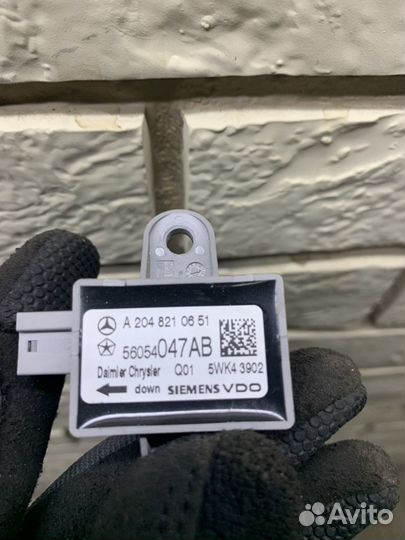 A 204 821 06 51
56054047AB
Daimler Chrysler Q01 5WK4 3902
down SIEMENS VDO
Avito